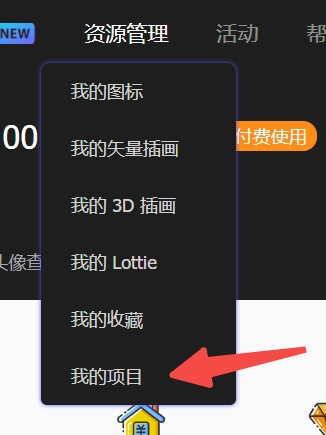 NEW 资源管理 活动 帮
我的图标
00
付费使用
我的矢量插画
我的 3D 插画
头像查
我的 Lottie
我的收藏
我的项目
¥